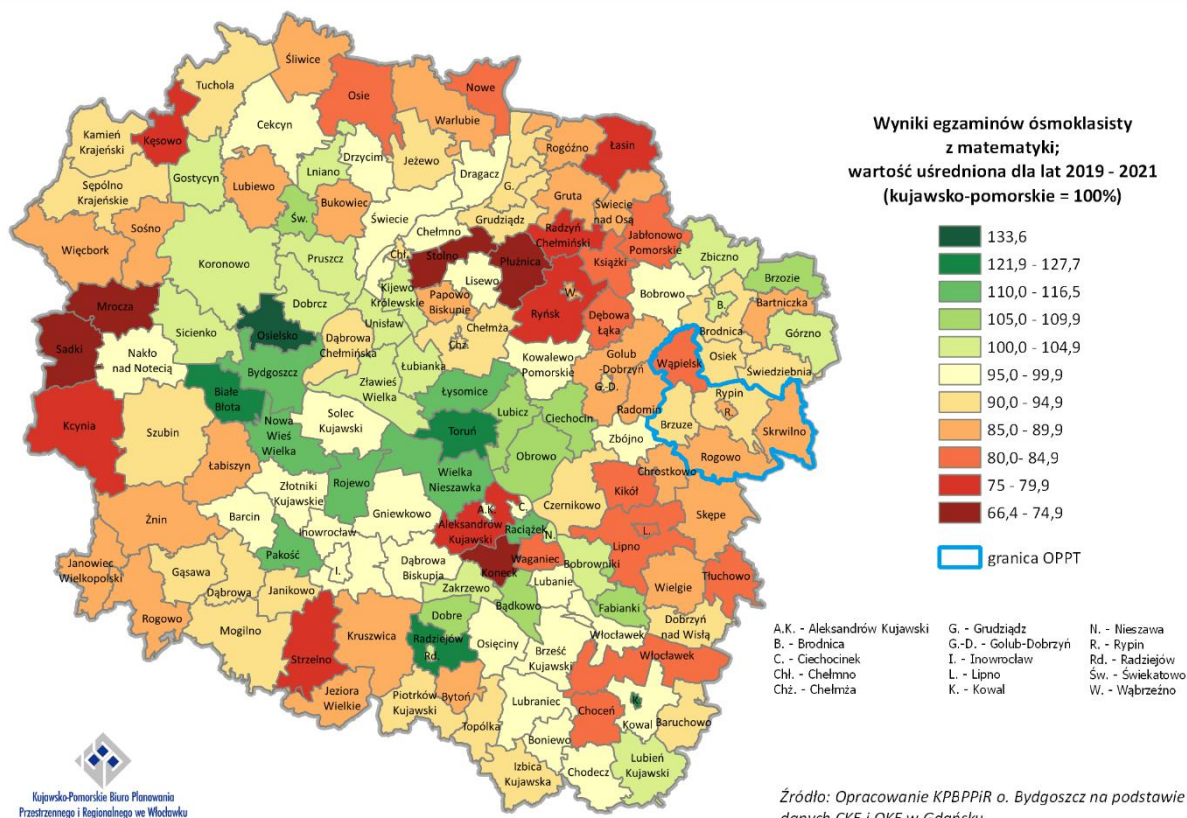 Wyniki egzaminów ósmoklasisty
z matematyki;
wartość uśredniona dla lat 2019 - 2021
(kujawsko-pomorskie = 100%)
133,6
121,9 - 127,7
110,0 - 116,5
105,0 - 109,9
100,0 - 104,9
95,0 - 99,9
90,0 - 94,9
85,0 - 89,9
80,0- 84,9
75 - 79,9
66,4 - 74,9
granica OPPT
A.K. - Aleksandrów Kujawski
B. - Brodnica
C. - Ciechocinek
Chł. - Chełmno
Chż. - Chełmża
G. - Grudziądz
G.-D. - Golub-Dobrzyń
I. - Inowrocław
L. - Lipno
K. - Kowal
N. - Nieszawa
R. - Rypin
Rd. - Radziejów
Św. - Świekatowo
W. - Wąbrzeźno
Śliwice
Tuchola
Osie
Nowe
Cekcyn
Warlubie
Kamień
Krajeński
Kęsowo
Rogóźno
Łasin
Drzycim
Jeżewo
Dragacz
G.
Gostycyn
Lubiewo
Lniano
Sępólno
Krajeńskie
Św.
Bukowiec
Świecie
Grudziądz
Gruta
Świecie
nad Osą
Sośno
Więcbork
Koronowo
Pruszcz
Chełmno
Chł.
Stolno
Płużnica
Radzyń
Chełmiński
Książki
Jabłonowo
Pomorskie
Zbiczno
Brzozie
Lisewo
Kijewo
Królewskie
Papowo
Biskupie
W.
Ryńsk
Bobrowo
B.
Bartniczka
Mrocza
Dobrcz
Unisław
Dębowa
Łąka
Brodnica
Górzno
Sicienko
Osielsko
Dąbrowa
Chełmińska
Chełmża
Chż.
Sadki
Nakło
nad Notecią
Bydgoszcz
Łubianka
Kowalewo
Pomorskie
Golub
-Dobrzyń
G.-D.
Wąpielsk
Osiek
Świedziebnia
Białe
Błota
Zławieś
Wielka
Łysomice
Rypin
R.
Kcynia
Szubin
Solec
Kujawski
Toruń
Lubicz
Ciechocin
Radomin
Brzuze
Skrwilno
Nowa
Wieś
Wielka
Zbójno
Rogowo
Łabiszyn
Obrowo
Wielka
Nieszawka
Złotniki
Kujawskie
Rojewo
Chrostkowo
Gniewkowo
Czernikowo
Kikół
Skępe
Żnin
Barcin
Inowrocław
A.K.
C.
Aleksandrów
Kujawski
Raciążek
N.
L.
Lipno
Pakość
I.
Dąbrowa
Biskupia
Koneck
Waganiec
Bobrowniki
Janowiec
Wielkopolski
Gąsawa
Dąbrowa
Janikowo
Zakrzewo
Lubanie
Wielgie
Tłuchowo
Rogowo
Mogilno
Dobre
Bądkowo
Fabianki
Strzelno
Kruszwica
Radziejów
Rd.
Osięciny
Włocławek
Dobrzyń
nad Wisłą
Brześć
Kujawski
Włocławek
Jeziora
Wielkie
Piotrków
Kujawski
Bytoń
Lubraniec
Choceń
K.
Topólka
Kowal
Baruchowo
Boniewo
Izbica
Kujawska
Chodecz
Lubień
Kujawski
Kujawsko-Pomorskie Biuro Planowania
Przestrzennego i Regionalnego we Włocławku
Źródło: Opracowanie KPBPPiR o. Bydgoszcz na podstawie
danych CKE i OKE w Gdańsku